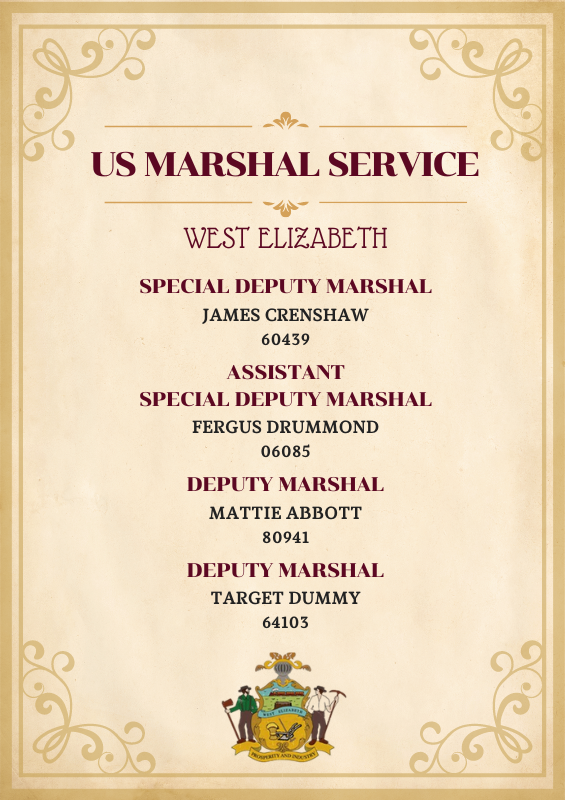 US MARSHAL SERVICE
WEST ELIZABETH
SPECIAL DEPUTY MARSHAL
JAMES CRENSHAW
60439
ASSISTANT
SPECIAL DEPUTY MARSHAL
FERGUS DRUMMOND
06085
DEPUTY MARSHAL
MATTIE ABBOTT
80941
DEPUTY MARSHAL
TARGET DUMMY
64103
WEST ELIZABETH
PROSPERITY AND INDUSTRY